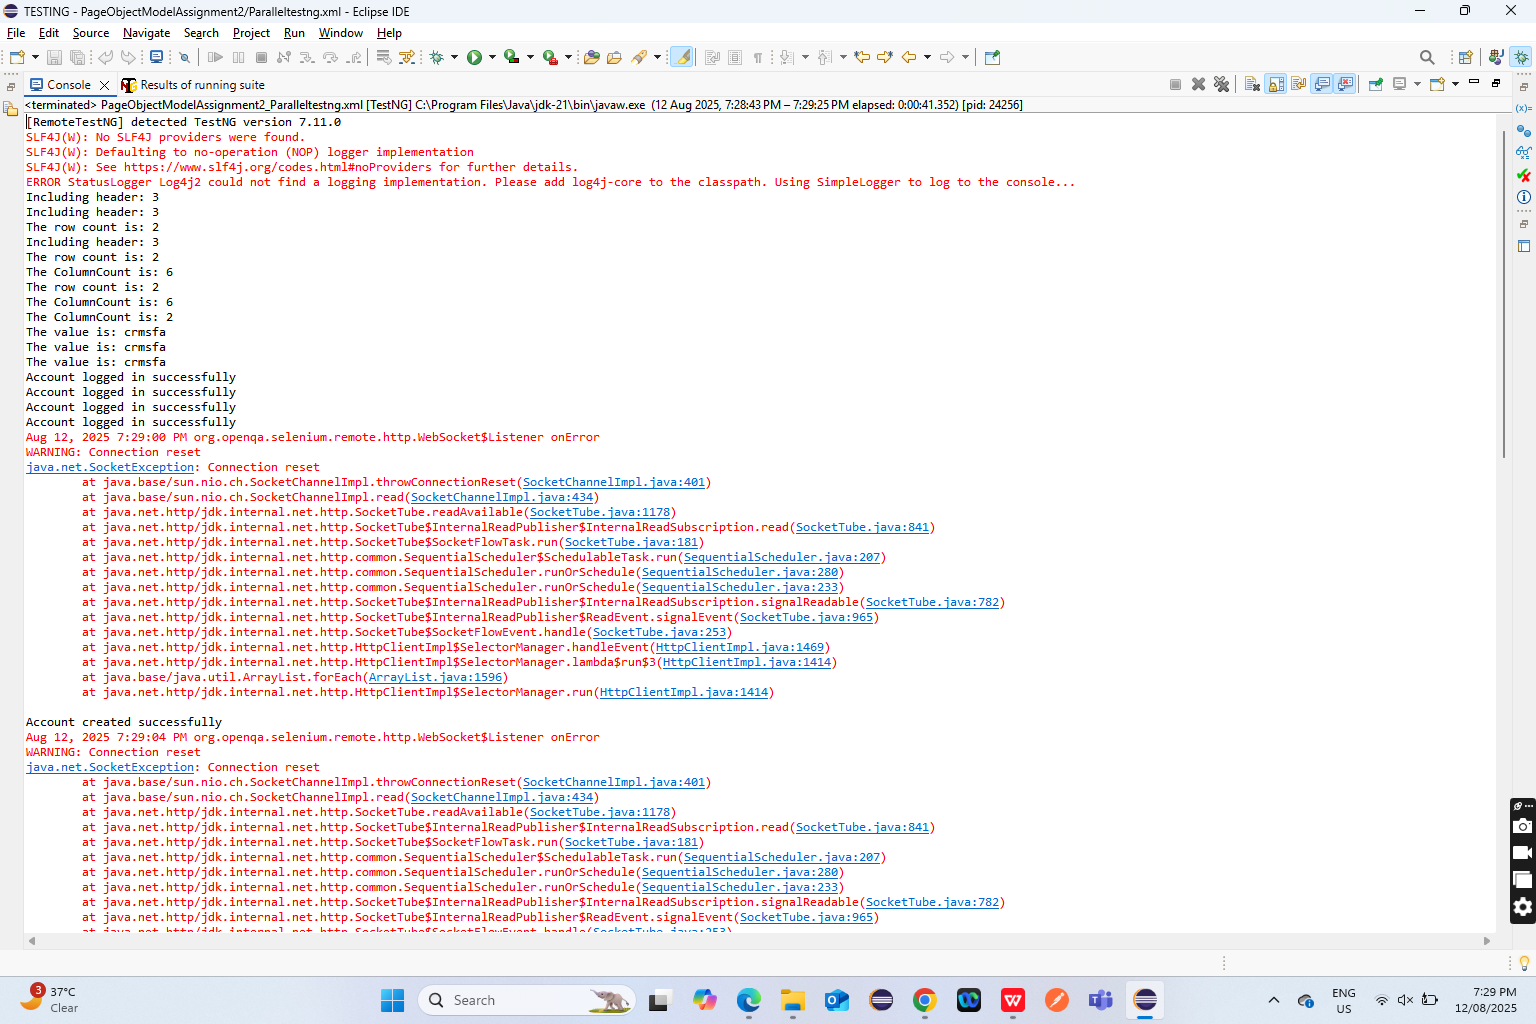 TESTING - PageObjectModelAssignment2/Paralleltestng.xml - Eclipse IDE
File Edit Source Navigate Search Project Run Window Help
Console Results of running suite
<terminated> PageObjectModelAssignment2_Paralleltestng.xml [TestNG] C:\Program Files\Java\jdk-21\bin\javaw.exe (12 Aug 2025, 7:28:43 PM – 7:29:25 PM elapsed: 0:00:41.352) [pid: 24256]
[RemoteTestNG] detected TestNG version 7.11.0
SLF4J(W): No SLF4J providers were found.
SLF4J(W): Defaulting to no-operation (NOP) logger implementation
SLF4J(W): See https://www.slf4j.org/codes.html#noProviders for further details.
ERROR StatusLogger Log4j2 could not find a logging implementation. Please add log4j-core to the classpath. Using SimpleLogger to log to the console...
Including header: 3
Including header: 3
The row count is: 2
Including header: 3
The row count is: 2
The ColumnCount is: 6
The row count is: 2
The ColumnCount is: 6
The ColumnCount is: 2
The value is: crmsfa
The value is: crmsfa
The value is: crmsfa
Account logged in successfully
Account logged in successfully
Account logged in successfully
Account logged in successfully
Aug 12, 2025 7:29:00 PM org.openqa.selenium.remote.http.WebSocket$Listener onError
WARNING: Connection reset
java.net.SocketException: Connection reset
at java.base/sun.nio.ch.SocketChannelImpl.throwConnectionReset(SocketChannelImpl.java:401)
at java.base/sun.nio.ch.SocketChannelImpl.read(SocketChannelImpl.java:434)
at java.net.http/jdk.internal.net.http.SocketTube.readAvailable(SocketTube.java:1178)
at java.net.http/jdk.internal.net.http.SocketTube$InternalReadPublisher$InternalReadSubscription.read(SocketTube.java:841)
at java.net.http/jdk.internal.net.http.SocketTube$SocketFlowTask.run(SocketTube.java:181)
at java.net.http/jdk.internal.net.http.common.SequentialScheduler$SchedulableTask.run(SequentialScheduler.java:207)
at java.net.http/jdk.internal.net.http.common.SequentialScheduler.runOrSchedule(SequentialScheduler.java:280)
at java.net.http/jdk.internal.net.http.common.SequentialScheduler.runOrSchedule(SequentialScheduler.java:233)
at java.net.http/jdk.internal.net.http.SocketTube$InternalReadPublisher$InternalReadSubscription.signalReadable(SocketTube.java:782)
at java.net.http/jdk.internal.net.http.SocketTube$InternalReadPublisher$ReadEvent.signalEvent(SocketTube.java:965)
at java.net.http/jdk.internal.net.http.SocketTube$SocketFlowEvent.handle(SocketTube.java:253)
at java.net.http/jdk.internal.net.http.HttpClientImpl$SelectorManager.handleEvent(HttpClientImpl.java:1469)
at java.net.http/jdk.internal.net.http.HttpClientImpl$SelectorManager.lambda$run$3(HttpClientImpl.java:1414)
at java.base/java.util.ArrayList.forEach(ArrayList.java:1596)
at java.net.http/jdk.internal.net.http.HttpClientImpl$SelectorManager.run(HttpClientImpl.java:1414)
Account created successfully
Aug 12, 2025 7:29:04 PM org.openqa.selenium.remote.http.WebSocket$Listener onError
WARNING: Connection reset
java.net.SocketException: Connection reset
at java.base/sun.nio.ch.SocketChannelImpl.throwConnectionReset(SocketChannelImpl.java:401)
at java.base/sun.nio.ch.SocketChannelImpl.read(SocketChannelImpl.java:434)
at java.net.http/jdk.internal.net.http.SocketTube.readAvailable(SocketTube.java:1178)
at java.net.http/jdk.internal.net.http.SocketTube$InternalReadPublisher$InternalReadSubscription.read(SocketTube.java:841)
at java.net.http/jdk.internal.net.http.SocketTube$SocketFlowTask.run(SocketTube.java:181)
at java.net.http/jdk.internal.net.http.common.SequentialScheduler$SchedulableTask.run(SequentialScheduler.java:207)
at java.net.http/jdk.internal.net.http.common.SequentialScheduler.runOrSchedule(SequentialScheduler.java:280)
at java.net.http/jdk.internal.net.http.common.SequentialScheduler.runOrSchedule(SequentialScheduler.java:233)
at java.net.http/jdk.internal.net.http.SocketTube$InternalReadPublisher$InternalReadSubscription.signalReadable(SocketTube.java:782)
at java.net.http/jdk.internal.net.http.SocketTube$InternalReadPublisher$ReadEvent.signalEvent(SocketTube.java:965)
at java.net.http/jdk.internal.net.http.SocketTube$SocketFlowEvent.handle(SocketTube.java:253)
3
37°C
Clear
Search
ENG
US
7:29 PM
12/08/2025